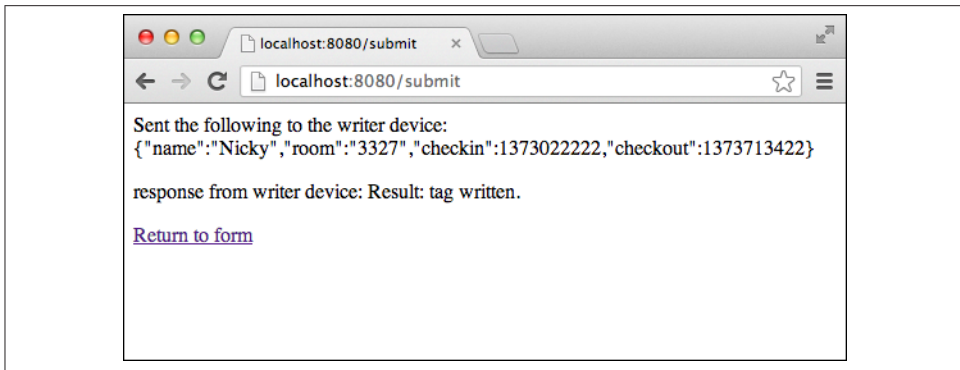 localhost:8080/submit
localhost:8080/submit
Sent the following to the writer device:
{"name":"Nicky","room":"3327","checkin":1373022222,"checkout":1373713422}
response from writer device: Result: tag written.
Return to form